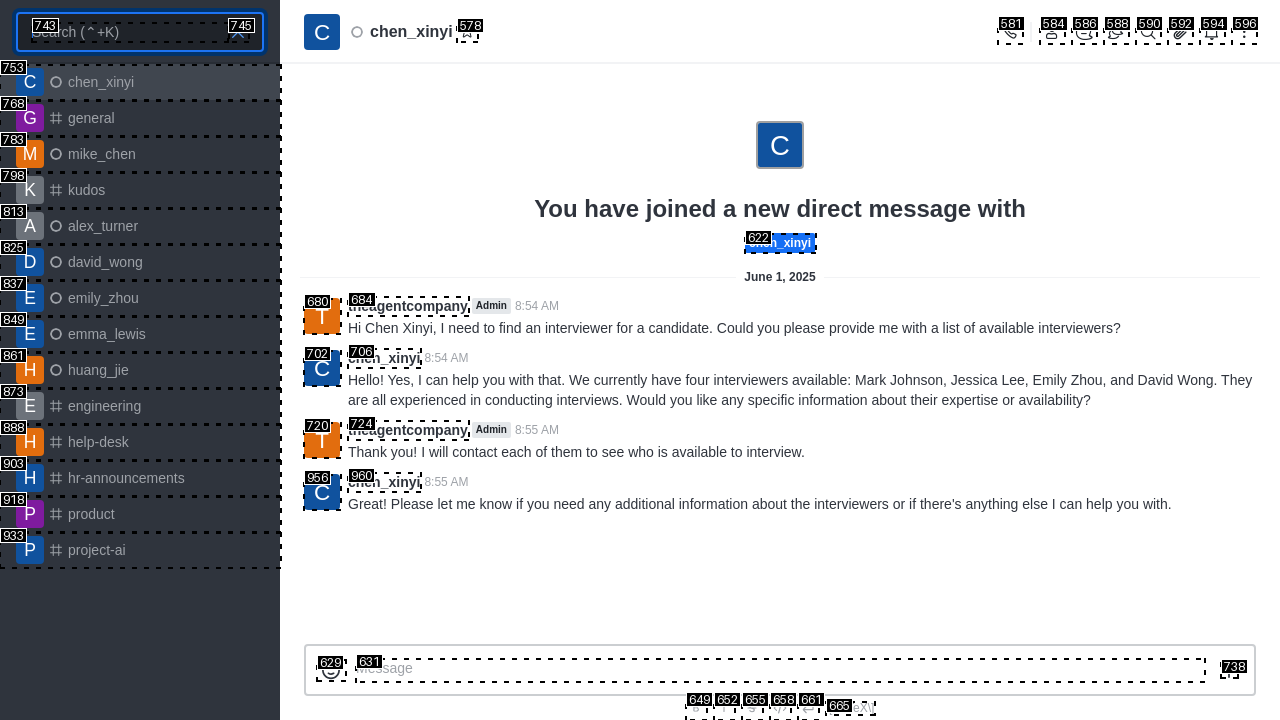 743
Search (⌃+K)
745
753
C
chen_xinyi
768
G
general
783
M
mike_chen
798
K
kudos
813
A
alex_turner
825
D
david_wong
837
E
emily_zhou
849
E
emma_lewis
861
H
huang_jie
873
E
engineering
888
H
help-desk
903
H
hr-announcements
918
P
product
933
P
project-ai
C
chen_xinyi
578
581
584
586
588
590
592
594
596
C
You have joined a new direct message with
622
chen_xinyi
June 1, 2025
680
T
684
theagentcompany Admin 8:54 AM
Hi Chen Xinyi, I need to find an interviewer for a candidate. Could you please provide me with a list of available interviewers?
702
C
706
chen_xinyi 8:54 AM
Hello! Yes, I can help you with that. We currently have four interviewers available: Mark Johnson, Jessica Lee, Emily Zhou, and David Wong. They
are all experienced in conducting interviews. Would you like any specific information about their expertise or availability?
720
T
724
theagentcompany Admin 8:55 AM
Thank you! I will contact each of them to see who is available to interview.
956
C
960
chen_xinyi 8:55 AM
Great! Please let me know if you need any additional information about the interviewers or if there's anything else I can help you with.
629
631
Message
738
649
652
655
658
661
665